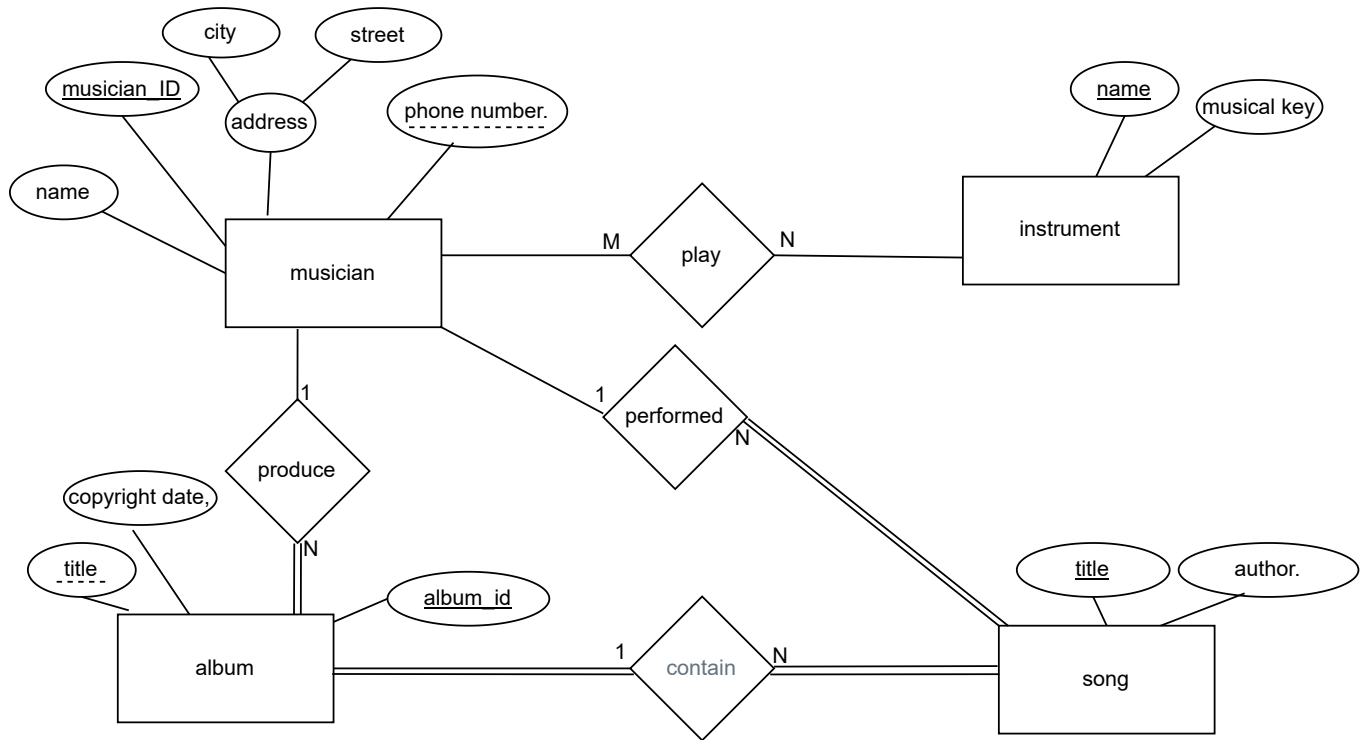 city
street
musician_ID
address
phone number.
name
name
musical key
musician
M
play
N
instrument
1
performed
N
1
produce
N
copyright date,
title
album_id
album
1
contain
N
title
author.
song